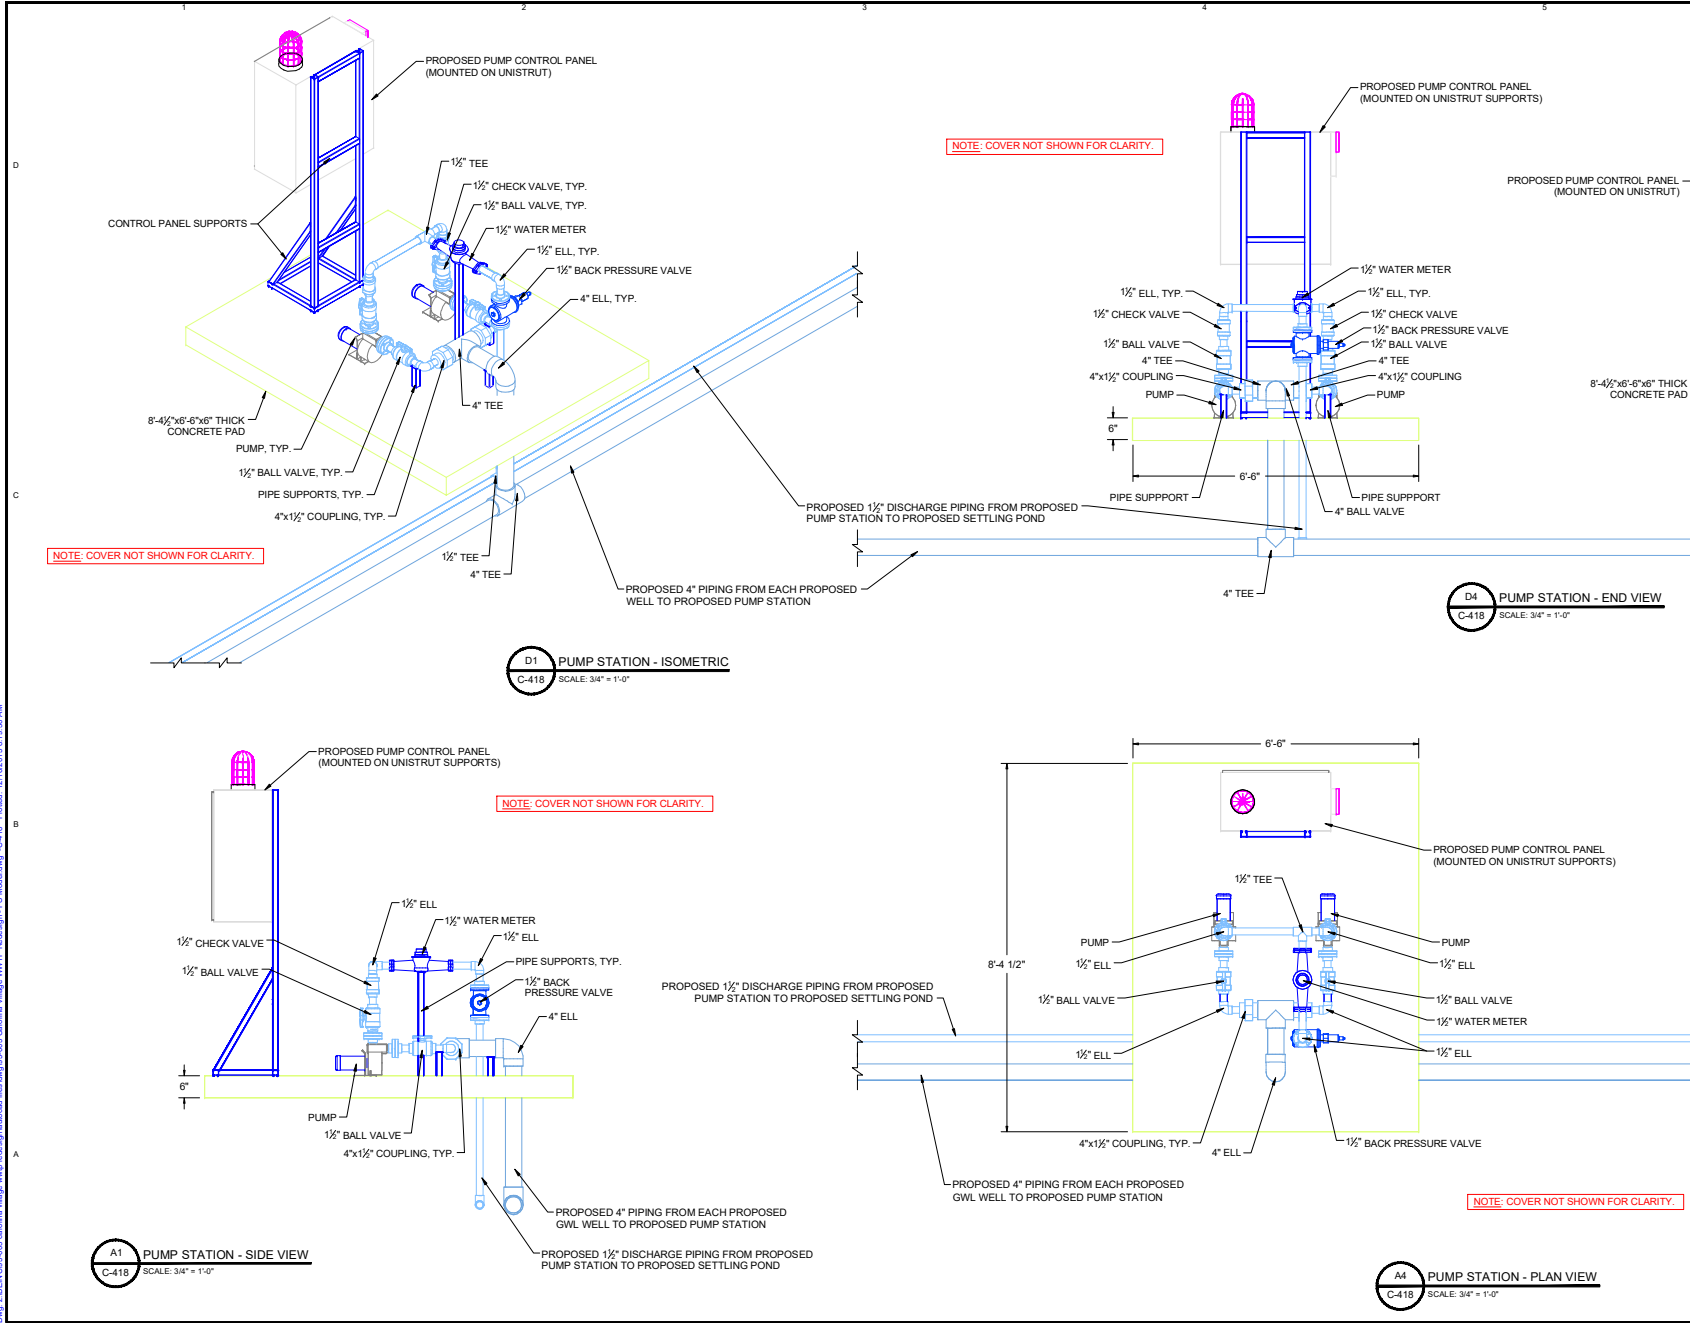 1
2
3
4
5
D
C
B
A
PROPOSED PUMP CONTROL PANEL
(MOUNTED ON UNISTRUT)
CONTROL PANEL SUPPORTS
1½" TEE
1½" CHECK VALVE, TYP.
1½" BALL VALVE, TYP.
1½" WATER METER
1½" ELL, TYP.
1½" BACK PRESSURE VALVE
4" ELL, TYP.
4" TEE
8'-4½"x6'-6"x6" THICK
CONCRETE PAD
PUMP, TYP.
1½" BALL VALVE, TYP.
PIPE SUPPORTS, TYP.
4"x1½" COUPLING, TYP.
1½" TEE
4" TEE
NOTE: COVER NOT SHOWN FOR CLARITY.
PROPOSED 1½" DISCHARGE PIPING FROM PROPOSED
PUMP STATION TO PROPOSED SETTLING POND
PROPOSED 4" PIPING FROM EACH PROPOSED
WELL TO PROPOSED PUMP STATION
D1
C-418
PUMP STATION - ISOMETRIC
SCALE: 3/4" = 1'-0"
NOTE: COVER NOT SHOWN FOR CLARITY.
PROPOSED PUMP CONTROL PANEL
(MOUNTED ON UNISTRUT SUPPORTS)
PROPOSED PUMP CONTROL PANEL
(MOUNTED ON UNISTRUT)
1½" WATER METER
1½" ELL, TYP.
1½" ELL, TYP.
1½" CHECK VALVE
1½" CHECK VALVE
1½" BACK PRESSURE VALVE
1½" BALL VALVE
1½" BALL VALVE
4" TEE
4" TEE
4"x1½" COUPLING
4"x1½" COUPLING
PUMP
PUMP
8'-4½"x6'-6"x6" THICK
CONCRETE PAD
6"
6'-6"
PIPE SUPPPORT
PIPE SUPPPORT
4" BALL VALVE
4" TEE
D4
C-418
PUMP STATION - END VIEW
SCALE: 3/4" = 1'-0"
PROPOSED PUMP CONTROL PANEL
(MOUNTED ON UNISTRUT SUPPORTS)
NOTE: COVER NOT SHOWN FOR CLARITY.
1½" ELL
1½" WATER METER
1½" ELL
1½" CHECK VALVE
PIPE SUPPORTS, TYP.
1½" BALL VALVE
1½" BACK
PRESSURE VALVE
4" ELL
6"
PUMP
1½" BALL VALVE
4"x1½" COUPLING, TYP.
PROPOSED 4" PIPING FROM EACH PROPOSED
GWL WELL TO PROPOSED PUMP STATION
PROPOSED 1½" DISCHARGE PIPING FROM PROPOSED
PUMP STATION TO PROPOSED SETTLING POND
A1
C-418
PUMP STATION - SIDE VIEW
SCALE: 3/4" = 1'-0"
6'-6"
PROPOSED PUMP CONTROL PANEL
(MOUNTED ON UNISTRUT SUPPORTS)
1½" TEE
PUMP
PUMP
1½" ELL
1½" ELL
8'-4 1/2"
PROPOSED 1½" DISCHARGE PIPING FROM PROPOSED
PUMP STATION TO PROPOSED SETTLING POND
1½" BALL VALVE
1½" BALL VALVE
1½" WATER METER
1½" ELL
1½" ELL
4"x1½" COUPLING, TYP.
4" ELL
1½" BACK PRESSURE VALVE
PROPOSED 4" PIPING FROM EACH PROPOSED
GWL WELL TO PROPOSED PUMP STATION
NOTE: COVER NOT SHOWN FOR CLARITY.
A4
C-418
PUMP STATION - PLAN VIEW
SCALE: 3/4" = 1'-0"